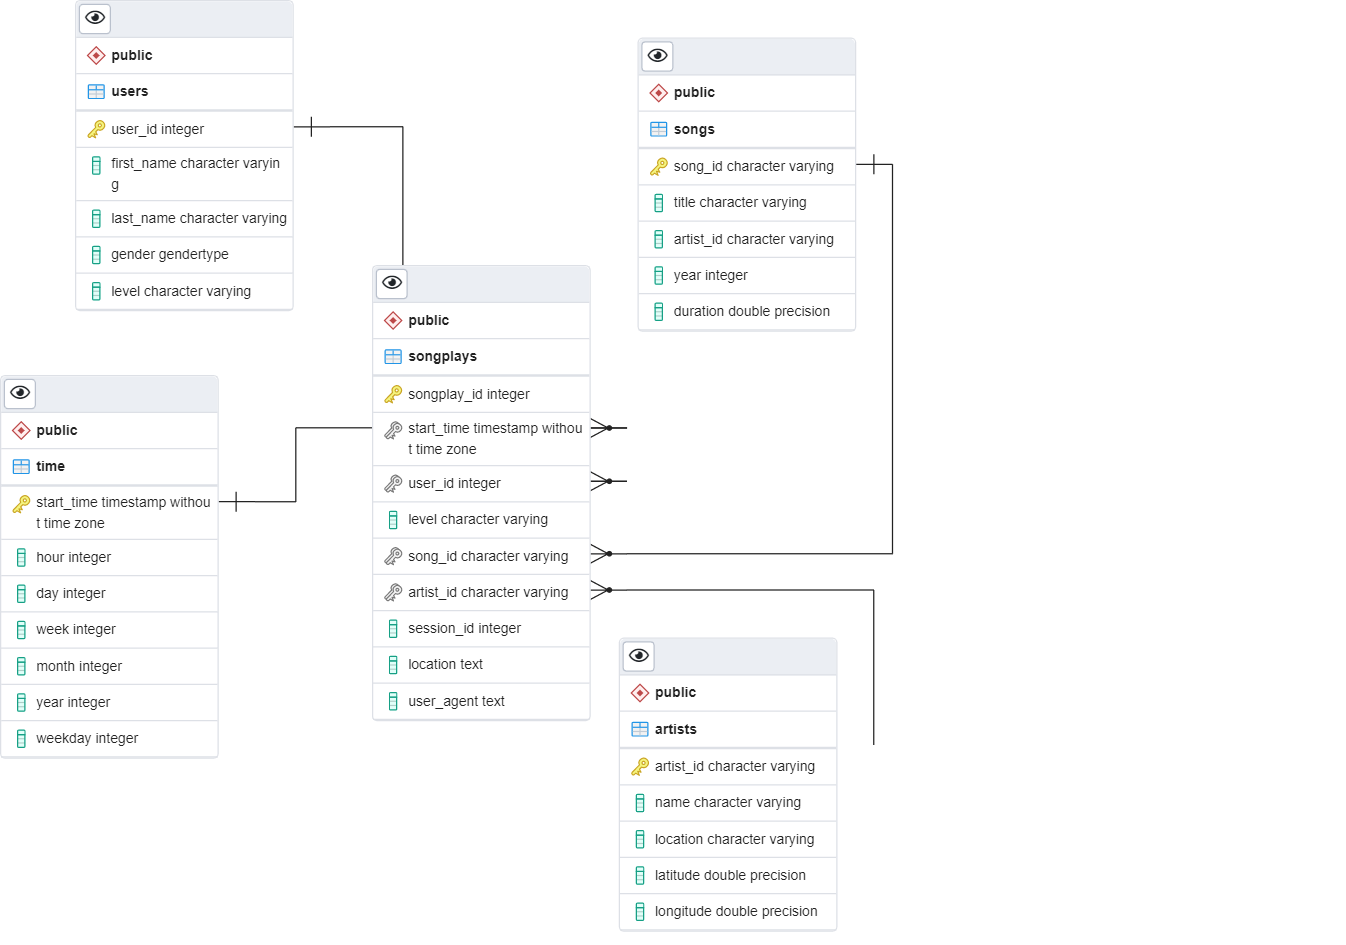 public
users
user_id integer
first_name character varyin
g
last_name character varying
gender gendertype
level character varying
public
songs
song_id character varying
title character varying
artist_id character varying
year integer
duration double precision
public
songplays
songplay_id integer
start_time timestamp withou
t time zone
user_id integer
level character varying
song_id character varying
artist_id character varying
session_id integer
location text
user_agent text
public
time
start_time timestamp withou
t time zone
hour integer
day integer
week integer
month integer
year integer
weekday integer
public
artists
artist_id character varying
name character varying
location character varying
latitude double precision
longitude double precision